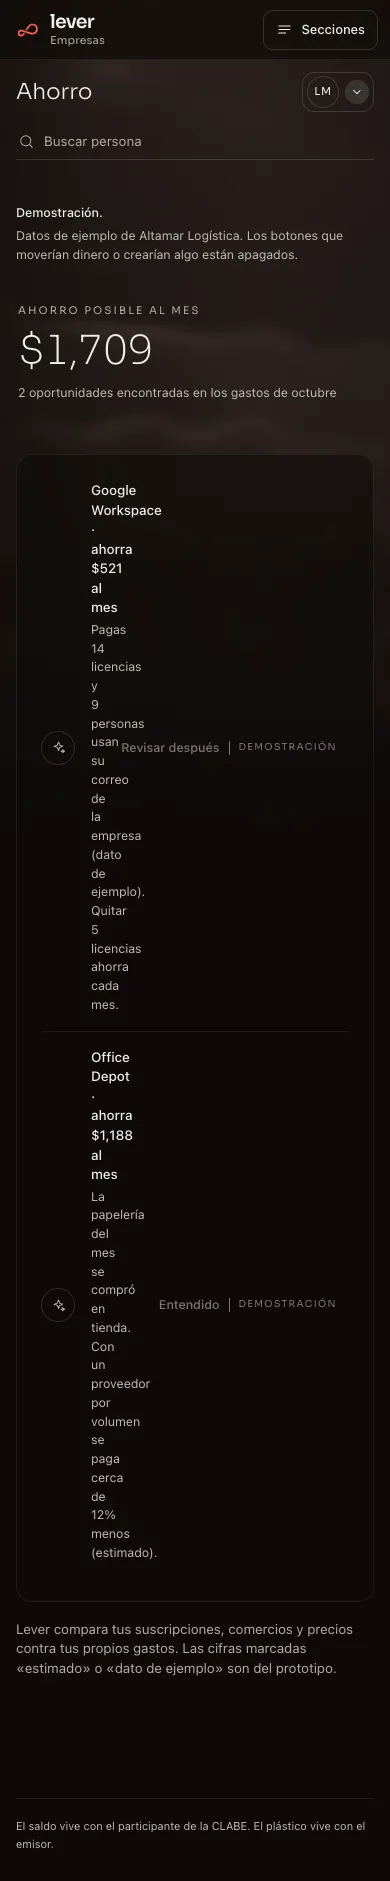 lever
Empresas
Secciones
Ahorro
LM
Buscar persona
Demostración.
Datos de ejemplo de Altamar Logística. Los botones que
moverían dinero o crearían algo están apagados.
AHORRO POSIBLE AL MES
$1,709
2 oportunidades encontradas en los gastos de octubre
Google
Workspace
·
ahorra
$521
al
mes
Pagas
14
licencias
y
9
personas
usan
su
correo
de
la
empresa
(dato
de
ejemplo).
Quitar
5
licencias
ahorra
cada
mes.
Revisar después | DEMOSTRACIÓN
Office
Depot
·
ahorra
$1,188
al
mes
La
papelería
del
mes
se
compró
en
tienda.
Con
un
proveedor
por
volumen
se
paga
cerca
de
12%
menos
(estimado).
Entendido | DEMOSTRACIÓN
Lever compara tus suscripciones, comercios y precios
contra tus propios gastos. Las cifras marcadas
«estimado» o «dato de ejemplo» son del prototipo.
El saldo vive con el participante de la CLABE. El plástico vive con el
emisor.